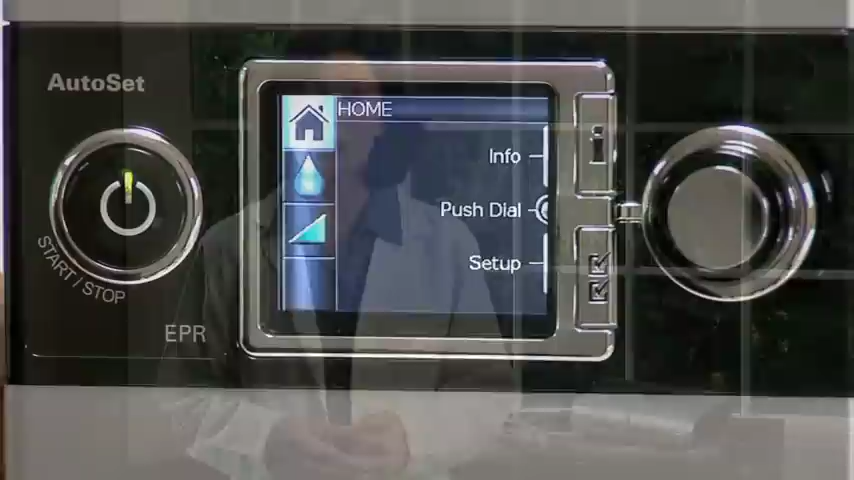 AutoSet
HOME
Info
Push Dial
Setup
START / STOP
EPR